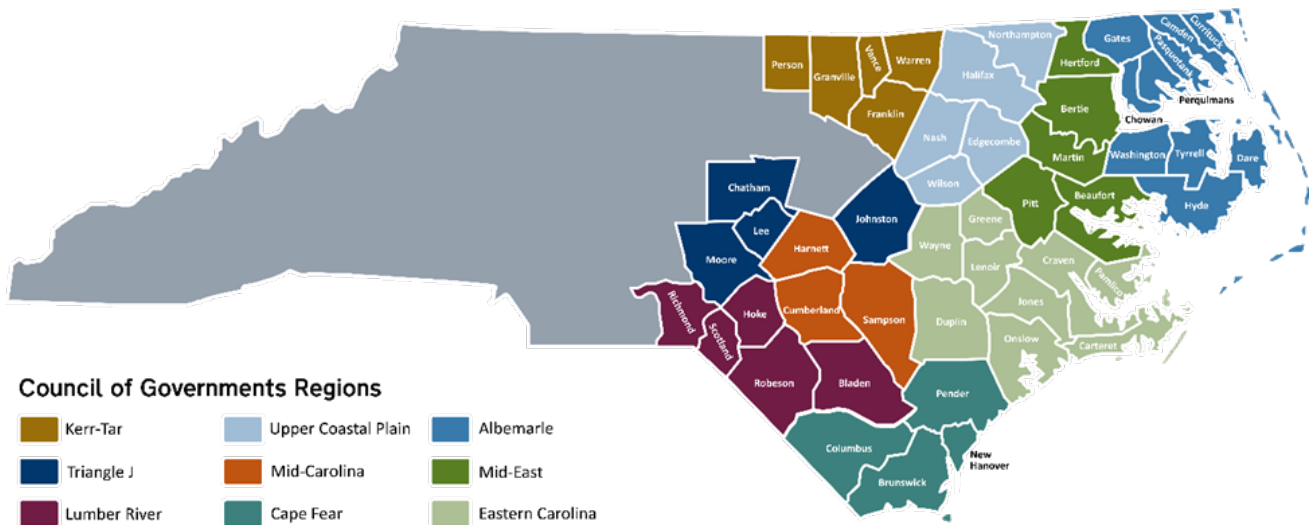 Northampton
Gates
Camden
Currituck
Pasquotank
Person
Granville
Vance
Warren
Halifax
Hertford
Perquimans
Franklin
Bertie
Chowan
Nash
Edgecombe
Martin
Washington
Tyrrell
Dare
Chatham
Wilson
Beaufort
Hyde
Lee
Johnston
Pitt
Greene
Harnett
Wayne
Moore
Lenoir
Craven
Pamlico
Richmond
Hoke
Cumberland
Sampson
Duplin
Jones
Scotland
Onslow
Carteret
Robeson
Bladen
Pender
Columbus
New
Hanover
Brunswick
Council of Governments Regions
Kerr-Tar
Upper Coastal Plain
Albemarle
Triangle J
Mid-Carolina
Mid-East
Lumber River
Cape Fear
Eastern Carolina